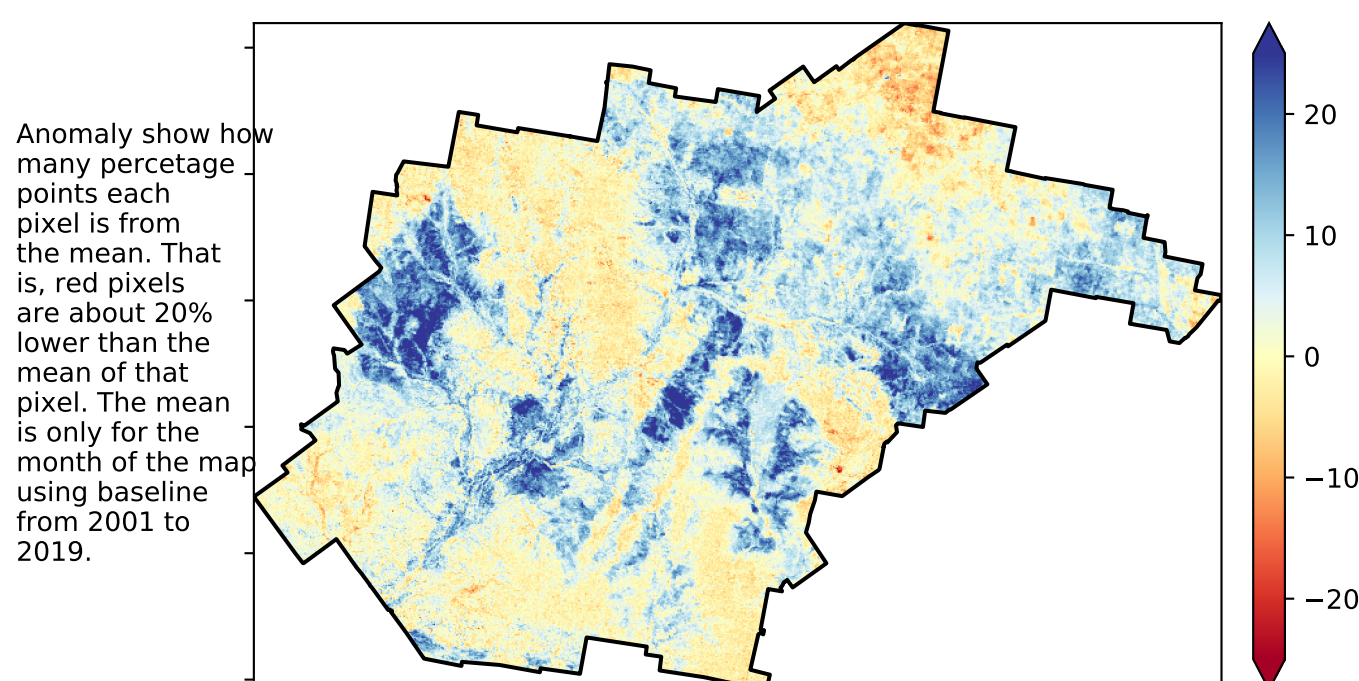 Anomaly show how
many percetage
points each
pixel is from
the mean. That
is, red pixels
are about 20%
lower than the
mean of that
pixel. The mean
is only for the
month of the map
using baseline
from 2001 to
2019.
20
10
0
−10
−20